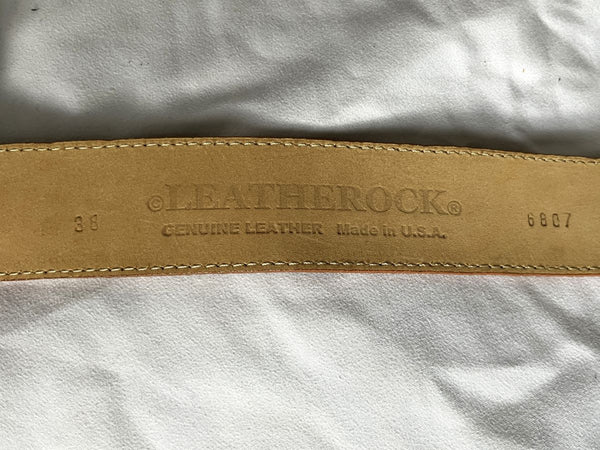 ©LEATHEROCK®
38 GENUINE LEATHER Made in U.S.A. 6807